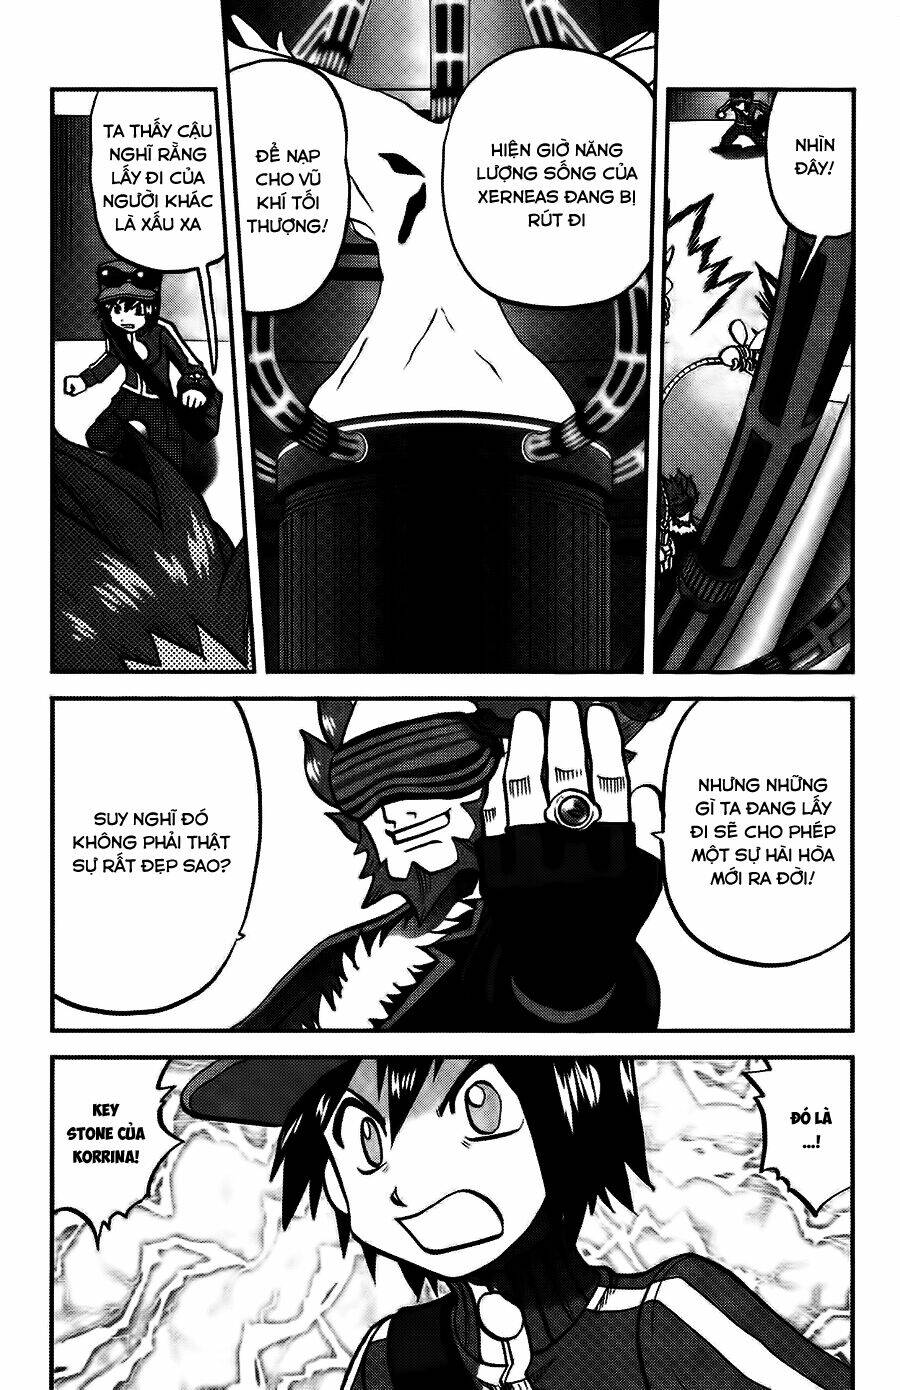 NHÌN
ĐÂY!
HIỆN GIỜ NĂNG
LƯỢNG SỐNG CỦA
XERNEAS ĐANG BỊ
RÚT ĐI
ĐỂ NẠP
CHO VŨ
KHÍ TỐI
THƯỢNG!
TA THẤY CẬU
NGHĨ RẰNG
LẤY ĐI CỦA
NGƯỜI KHÁC
LÀ XẤU XA
NHƯNG NHỮNG
GÌ TA ĐANG LẤY
ĐI SẼ CHO PHÉP
MỘT SỰ HÀI HÒA
MỚI RA ĐỜI!
SUY NGHĨ ĐÓ
KHÔNG PHẢI THẬT
SỰ RẤT ĐẸP SAO?
ĐÓ LÀ
...!
KEY
STONE CỦA
KORRINA!